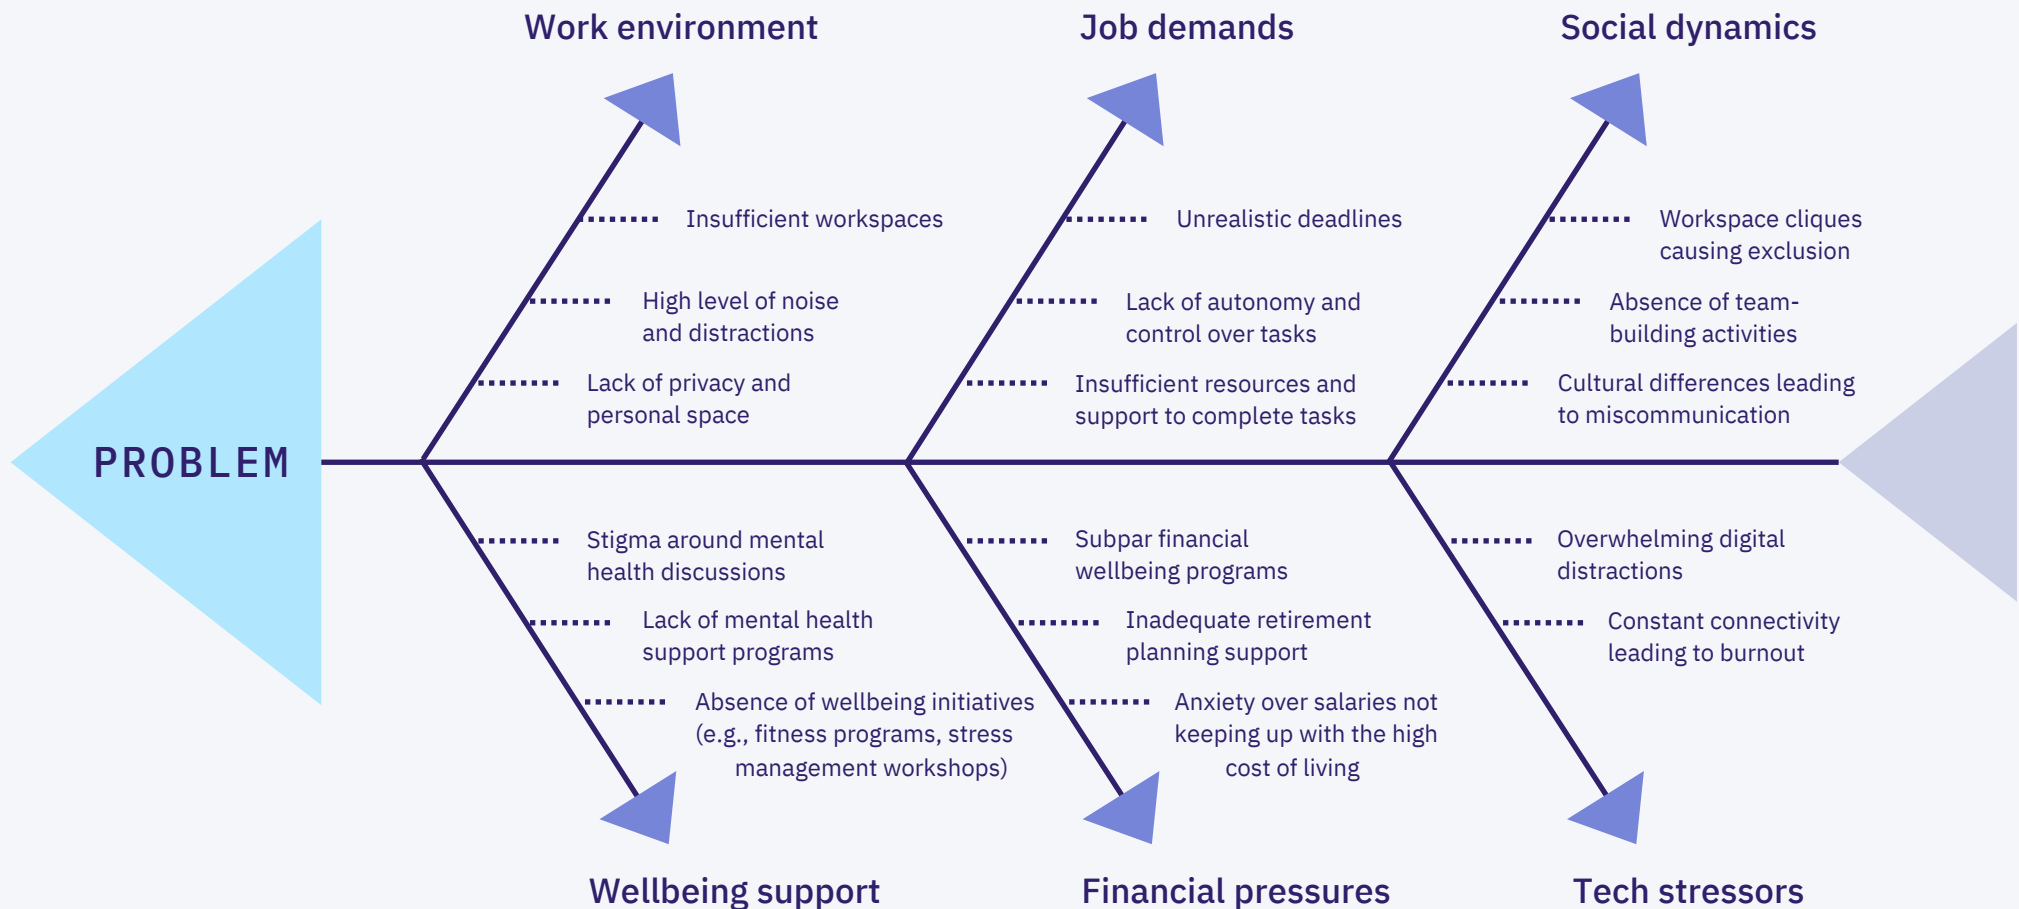 Work environment
Job demands
Social dynamics
Insufficient workspaces
High level of noise
and distractions
Lack of privacy and
personal space
Unrealistic deadlines
Lack of autonomy and
control over tasks
Insufficient resources and
support to complete tasks
Workspace cliques
causing exclusion
Absence of team-
building activities
Cultural differences leading
to miscommunication
PROBLEM
Stigma around mental
health discussions
Lack of mental health
support programs
Absence of wellbeing initiatives
(e.g., fitness programs, stress
management workshops)
Subpar financial
wellbeing programs
Inadequate retirement
planning support
Anxiety over salaries not
keeping up with the high
cost of living
Overwhelming digital
distractions
Constant connectivity
leading to burnout
Wellbeing support
Financial pressures
Tech stressors